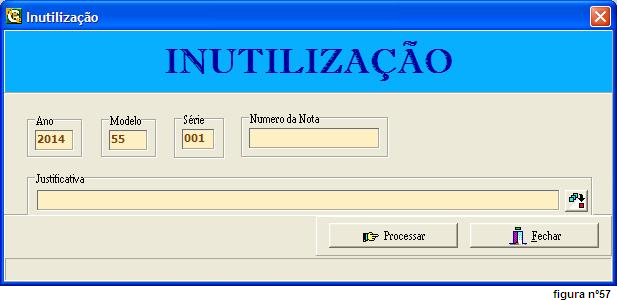 Inutilização
INUTILIZAÇÃO
Ano Modelo Série Numero da Nota
2014 55 001
Justificativa
Processar Fechar
figura nº57